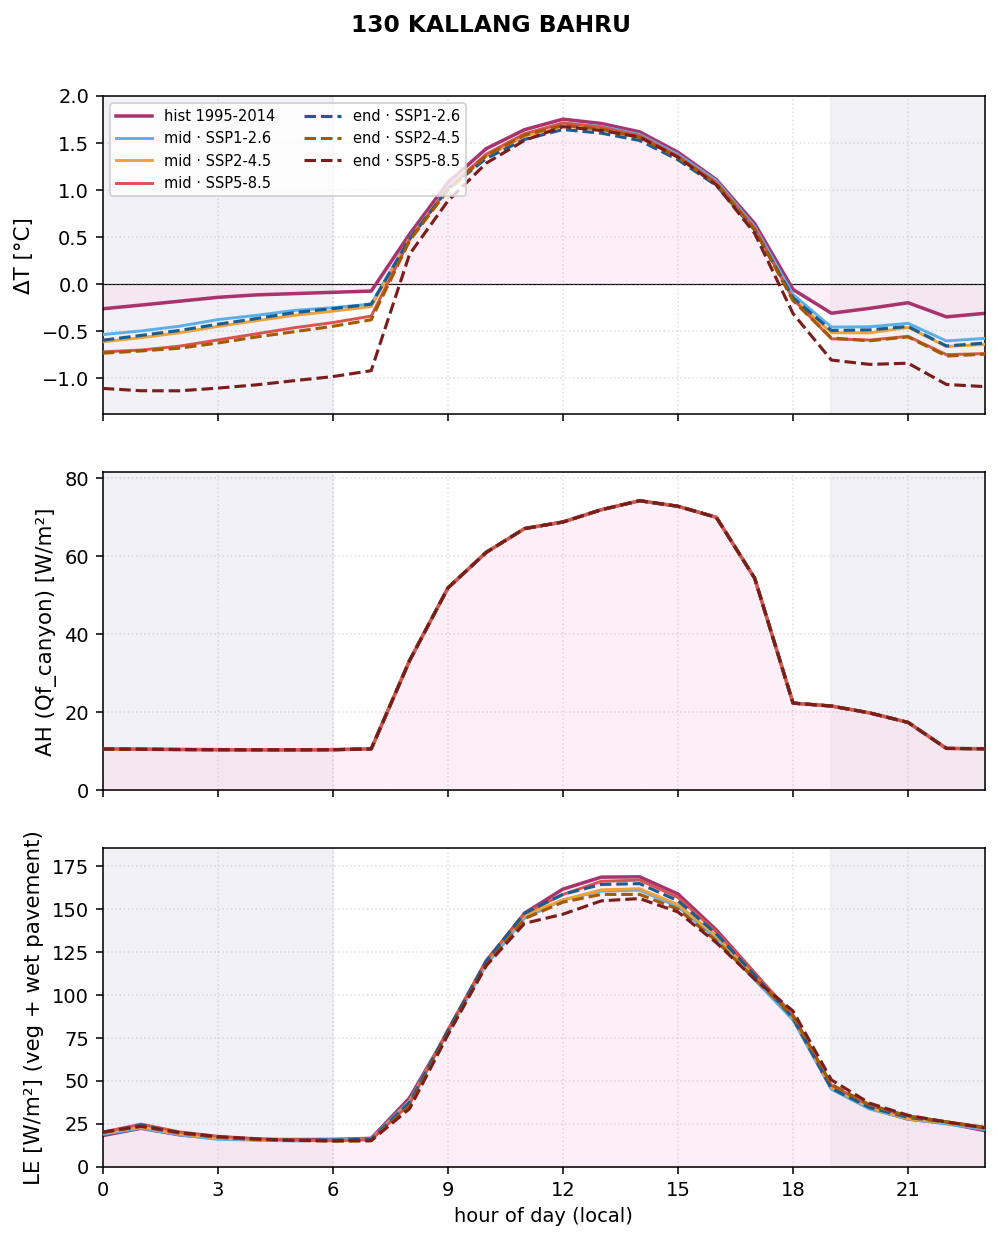 130 KALLANG BAHRU
hist 1995-2014
mid · SSP1-2.6
mid · SSP2-4.5
mid · SSP5-8.5
end · SSP1-2.6
end · SSP2-4.5
end · SSP5-8.5
ΔT [°C]
2.0
1.5
1.0
0.5
0.0
−0.5
−1.0
AH (Qf_canyon) [W/m²]
80
60
40
20
0
LE [W/m²] (veg + wet pavement)
175
150
125
100
75
50
25
0
0 3 6 9 12 15 18 21
hour of day (local)